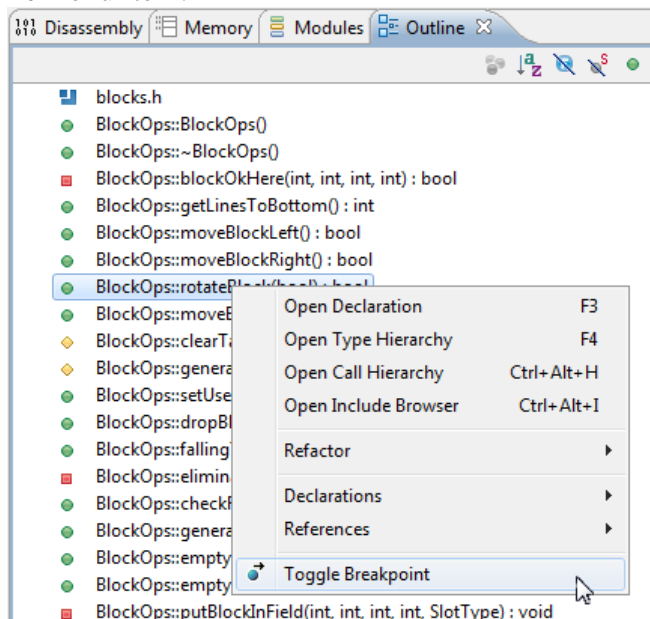 Disassembly Memory Modules Outline
blocks.h
BlockOps::BlockOps()
BlockOps::~BlockOps()
BlockOps::blockOkHere(int, int, int, int) : bool
BlockOps::getLinesToBottom() : int
BlockOps::moveBlockLeft() : bool
BlockOps::moveBlockRight() : bool
BlockOps::rotateBlock(bool) : bool
BlockOps::moveB
Open Declaration F3
BlockOps::clearTa
Open Type Hierarchy F4
BlockOps::genera
Open Call Hierarchy Ctrl+Alt+H
BlockOps::setUse
Open Include Browser Ctrl+Alt+I
BlockOps::dropBl
BlockOps::falling
Refactor
BlockOps::elimin
BlockOps::checkF
Declarations
BlockOps::genera
References
BlockOps::empty
BlockOps::empty
Toggle Breakpoint
BlockOps::putBlockInField(int, int, int, int, SlotType) : void